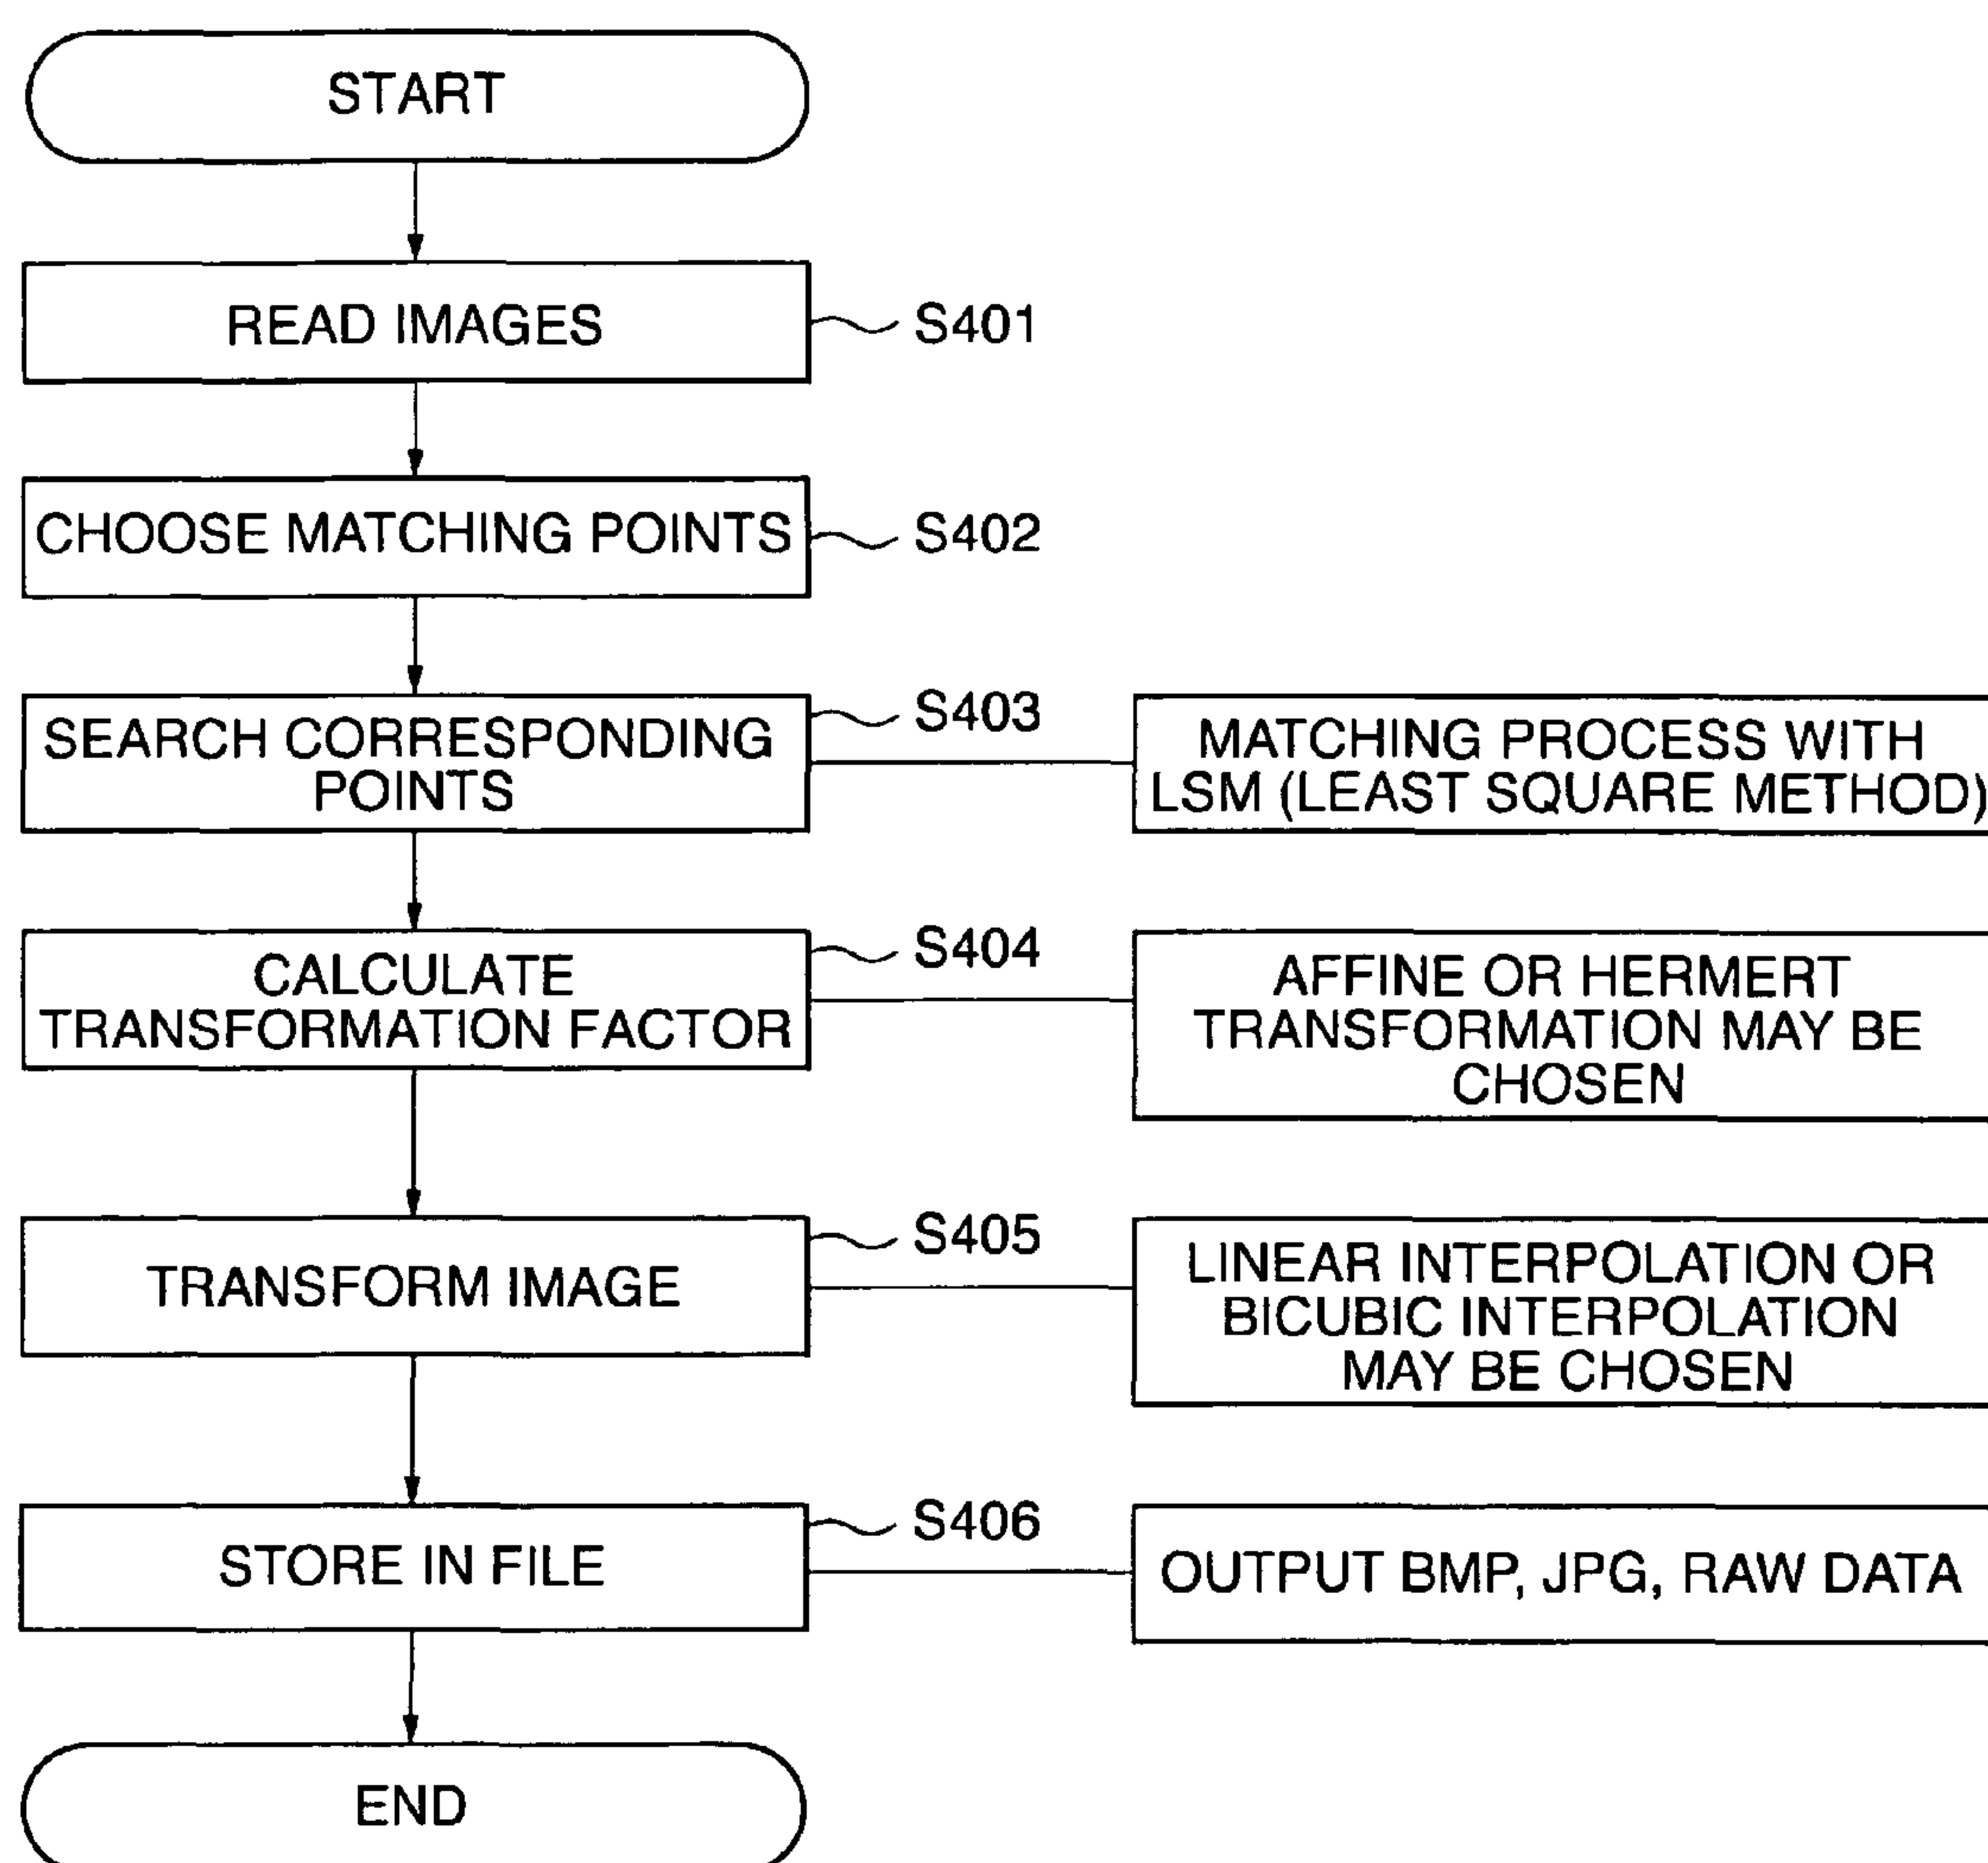 START
READ IMAGES
S401
CHOOSE MATCHING POINTS
S402
SEARCH CORRESPONDING
POINTS
S403
MATCHING PROCESS WITH
LSM (LEAST SQUARE METHOD)
CALCULATE
TRANSFORMATION FACTOR
S404
AFFINE OR HERMERT
TRANSFORMATION MAY BE
CHOSEN
TRANSFORM IMAGE
S405
LINEAR INTERPOLATION OR
BICUBIC INTERPOLATION
MAY BE CHOSEN
STORE IN FILE
S406
OUTPUT BMP, JPG, RAW DATA
END